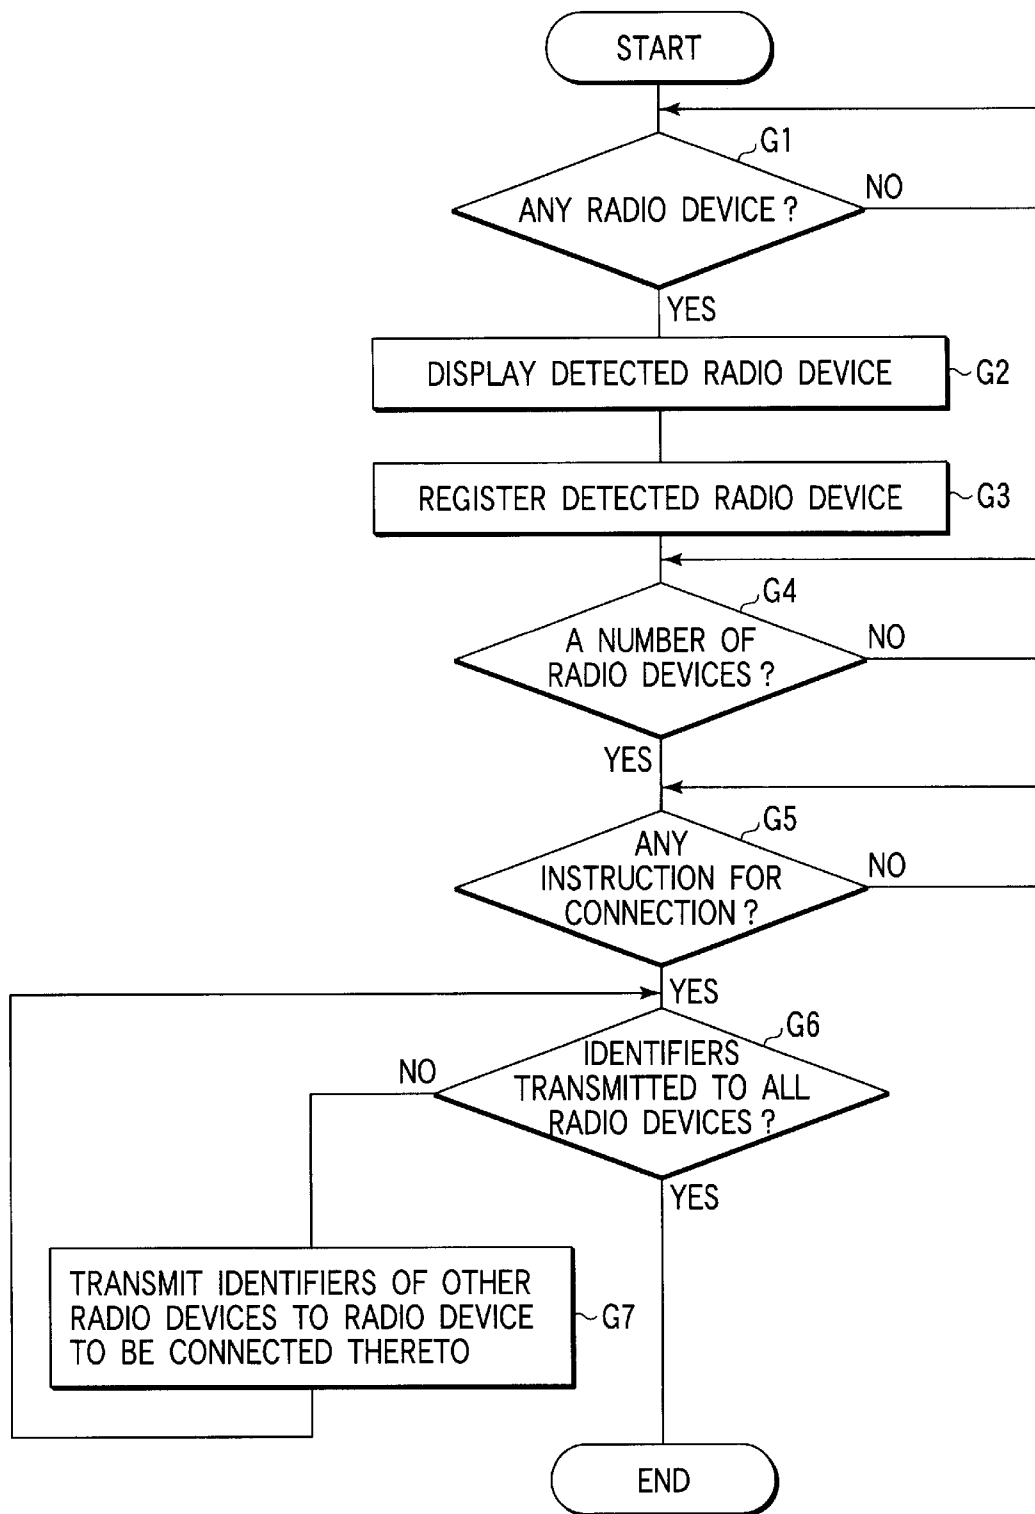 START
G1
NO
ANY RADIO DEVICE ?
YES
DISPLAY DETECTED RADIO DEVICE
G2
REGISTER DETECTED RADIO DEVICE
G3
G4
NO
A NUMBER OF
RADIO DEVICES ?
YES
G5
NO
ANY
INSTRUCTION FOR
CONNECTION ?
YES
G6
NO
IDENTIFIERS
TRANSMITTED TO ALL
RADIO DEVICES ?
YES
TRANSMIT IDENTIFIERS OF OTHER
RADIO DEVICES TO RADIO DEVICE
TO BE CONNECTED THERETO
G7
END